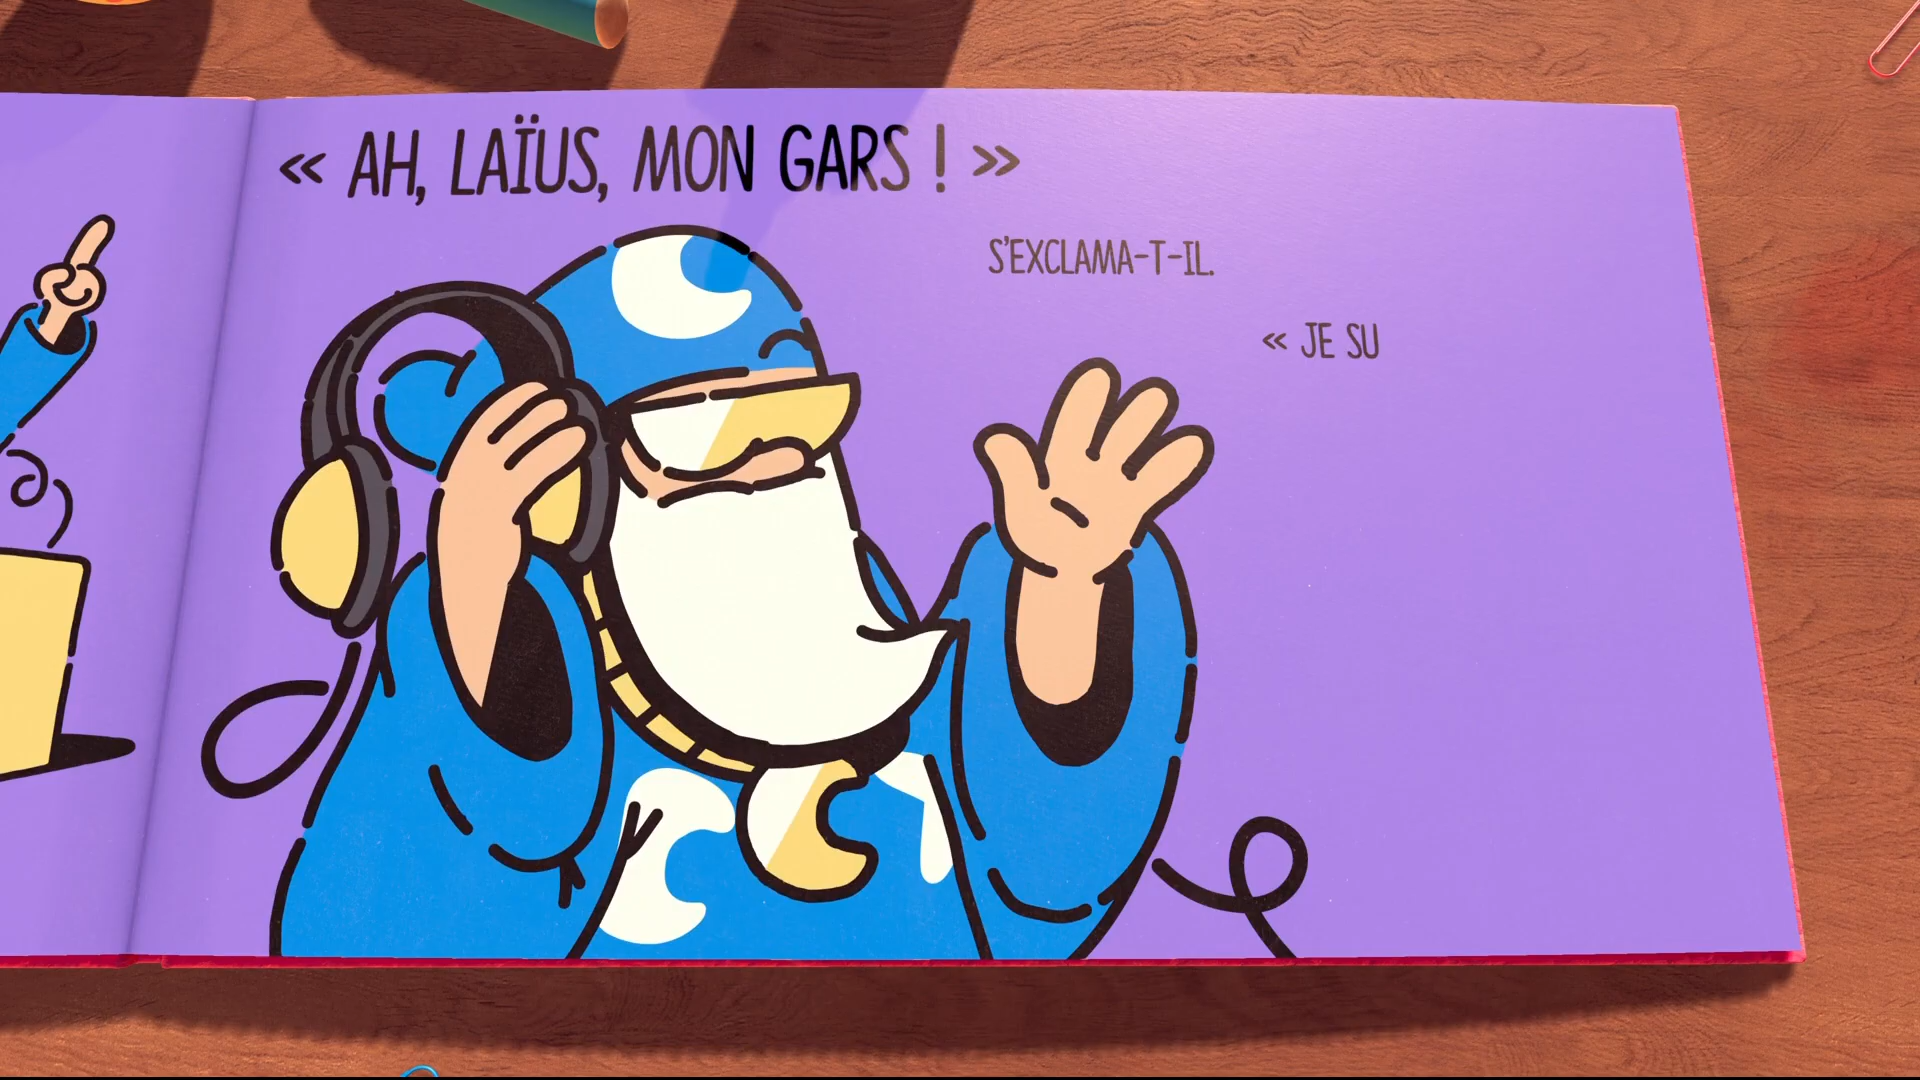 « AH, LAÏUS, MON GARS ! »
S'EXCLAMA-T-IL.
« JE SU